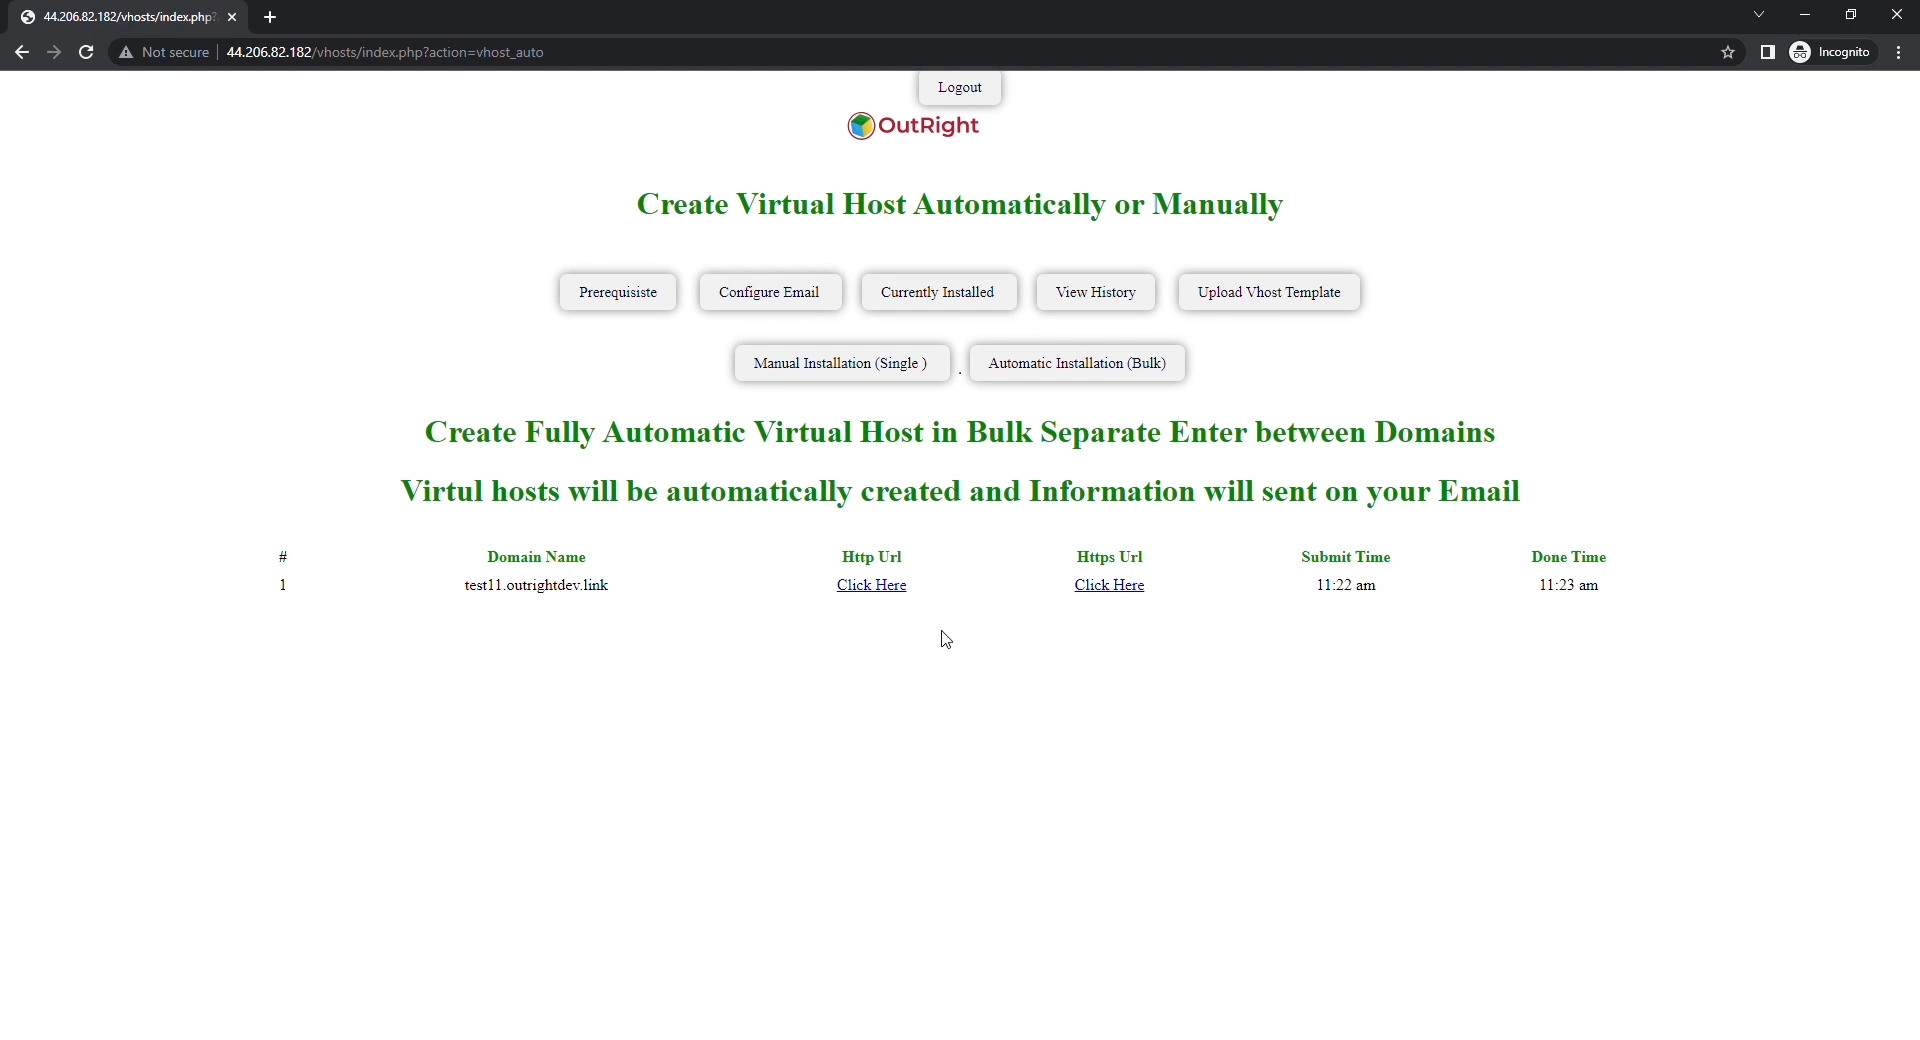 44.206.82.182/vhosts/index.php?
Not secure 44.206.82.182/vhosts/index.php?action=vhost_auto Incognito
Logout
OutRight
Create Virtual Host Automatically or Manually
Prerequisiste Configure Email Currently Installed View History Upload Vhost Template
Manual Installation (Single ) . Automatic Installation (Bulk)
Create Fully Automatic Virtual Host in Bulk Separate Enter between Domains
Virtul hosts will be automatically created and Information will sent on your Email
# Domain Name Http Url Https Url Submit Time Done Time
1 test11.outrightdev.link Click Here Click Here 11:22 am 11:23 am